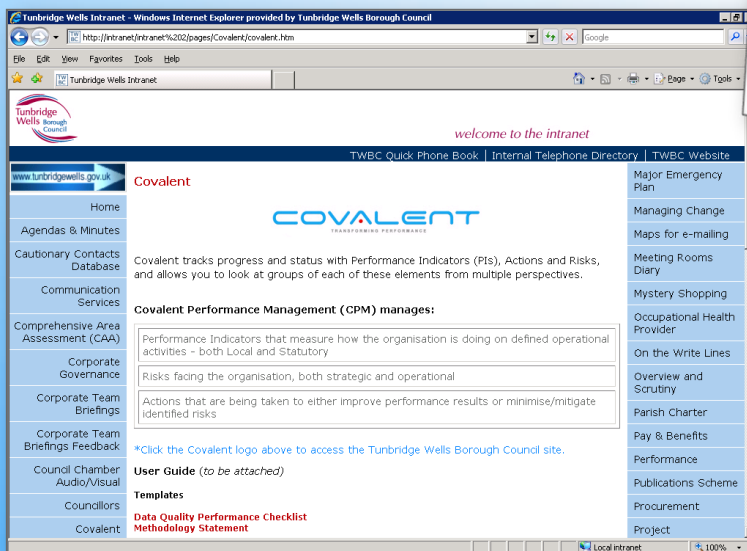 Tunbridge Wells Intranet - Windows Internet Explorer provided by Tunbridge Wells Borough Council
http://intranet/intranet%202/pages/Covalent/covalent.htm
Google
File Edit View Favorites Tools Help
TW BC Tunbridge Wells Intranet
Page Tools
Tunbridge
Wells Borough
Council
welcome to the intranet
TWBC Quick Phone Book | Internal Telephone Directory | TWBC Website
www.tunbridgewells.gov.uk
Home
Agendas & Minutes
Cautionary Contacts
Database
Communication
Services
Comprehensive Area
Assessment (CAA)
Corporate
Governance
Corporate Team
Briefings
Corporate Team
Briefings Feedback
Council Chamber
Audio/Visual
Councillors
Covalent
Covalent
COVALENT
TRANSFORMING PERFORMANCE
Covalent tracks progress and status with Performance Indicators (PIs), Actions and Risks,
and allows you to look at groups of each of these elements from multiple perspectives.
Covalent Performance Management (CPM) manages:
Performance Indicators that measure how the organisation is doing on defined operational
activities - both Local and Statutory
Risks facing the organisation, both strategic and operational
Actions that are being taken to either improve performance results or minimise/mitigate
identified risks
*Click the Covalent logo above to access the Tunbridge Wells Borough Council site.
User Guide (to be attached)
Templates
Data Quality Performance Checklist
Methodology Statement
Major Emergency
Plan
Managing Change
Maps for e-mailing
Meeting Rooms
Diary
Mystery Shopping
Occupational Health
Provider
On the Write Lines
Overview and
Scrutiny
Parish Charter
Pay & Benefits
Performance
Publications Scheme
Procurement
Project
Local intranet
100%